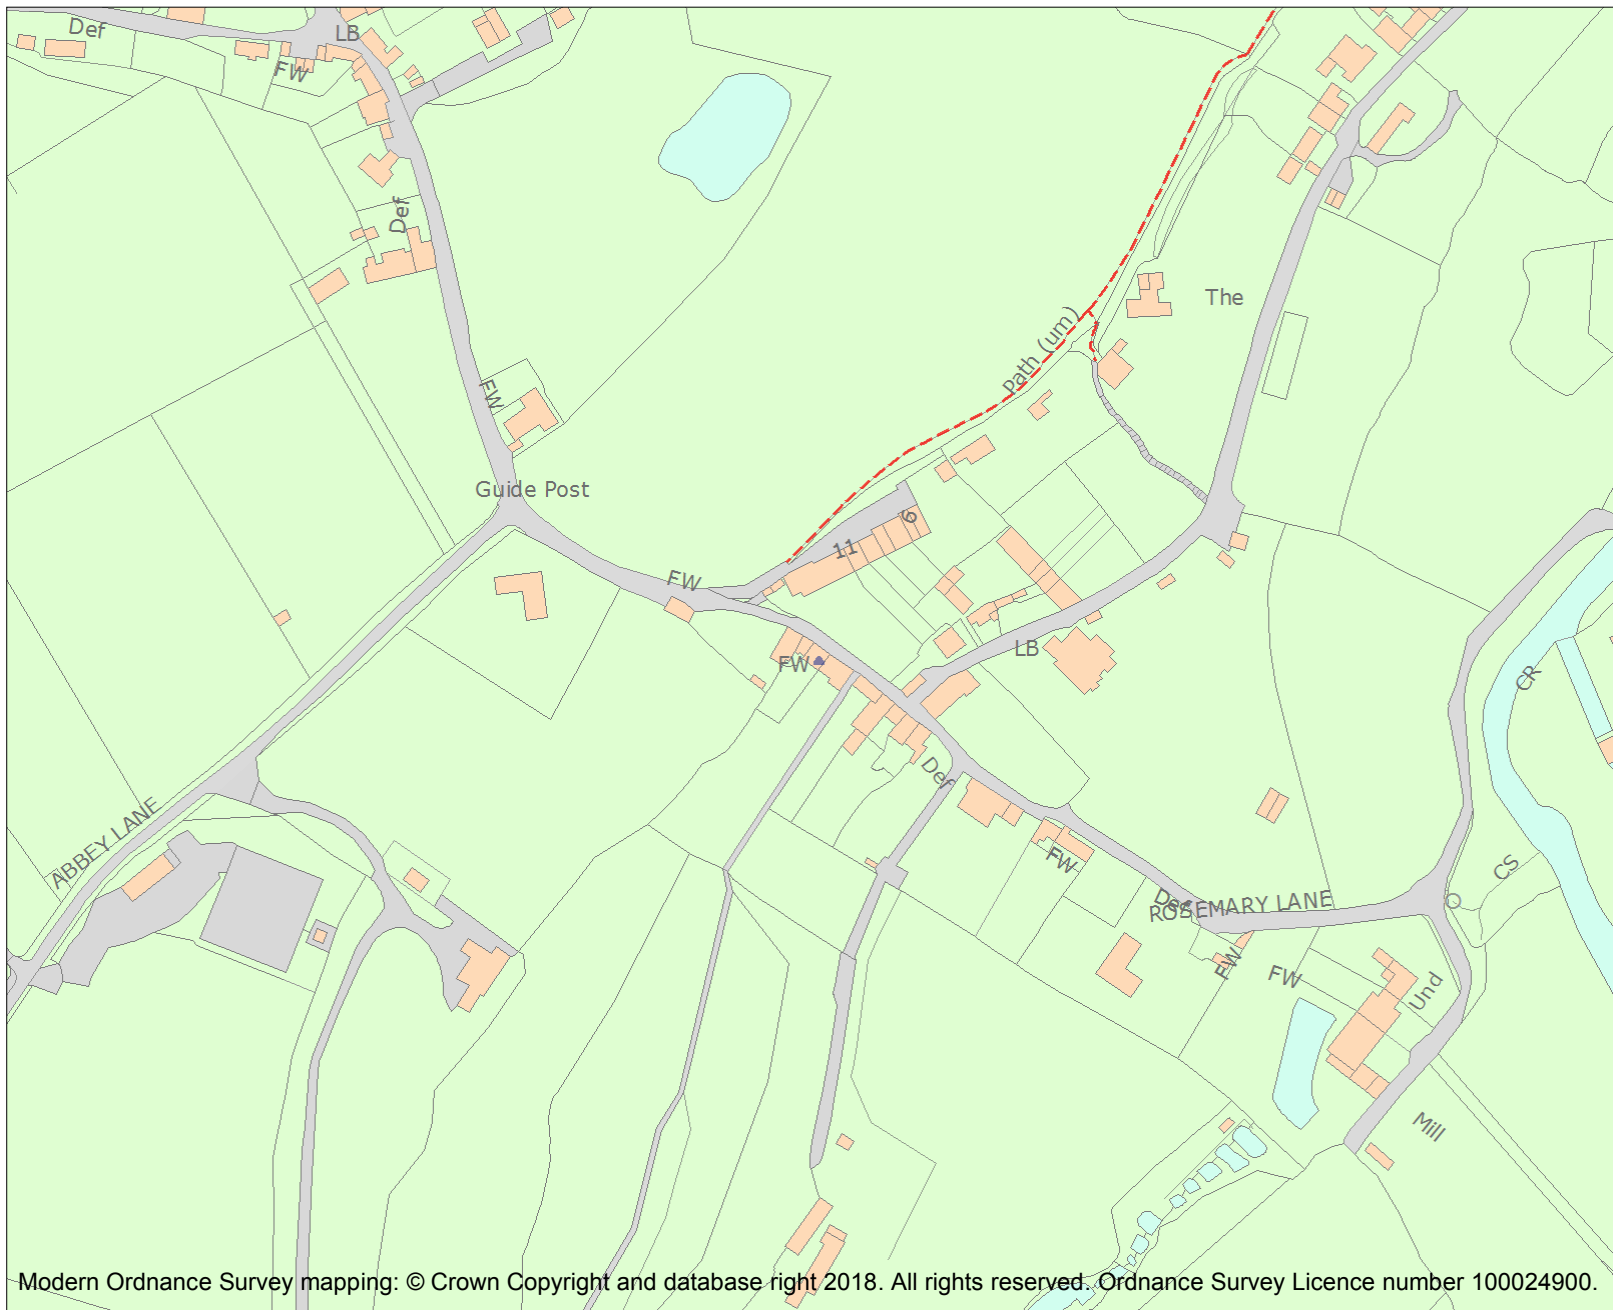 Def
LB
FW
Def
The
Path (um)
FW
Guide Post
6
11
FW
LB
FW
CR
Def
ABBEY LANE
FW
CS
Def
ROSEMARY LANE
FW
FW
Und
Mill
Modern Ordnance Survey mapping: © Crown Copyright and database right 2018. All rights reserved. Ordnance Survey Licence number 100024900.